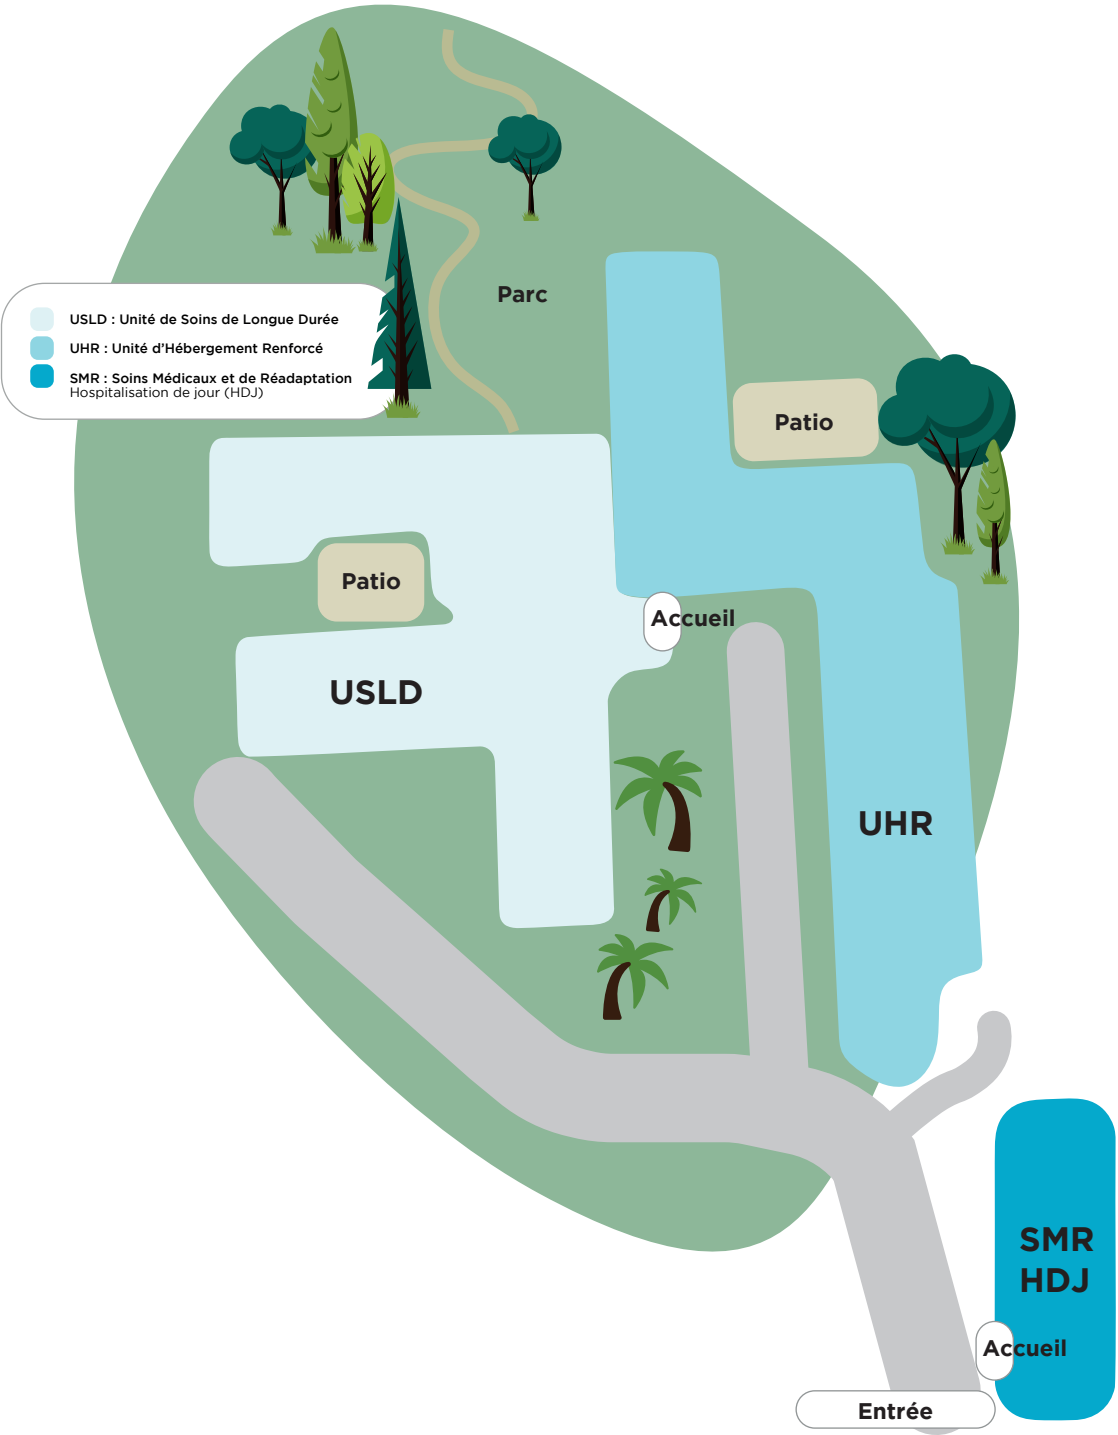 Parc
USLD : Unité de Soins de Longue Durée
UHR : Unité d’Hébergement Renforcé
SMR : Soins Médicaux et de Réadaptation
Hospitalisation de jour (HDJ)
Patio
Patio
Accueil
USLD
UHR
SMR
HDJ
Accueil
Entrée